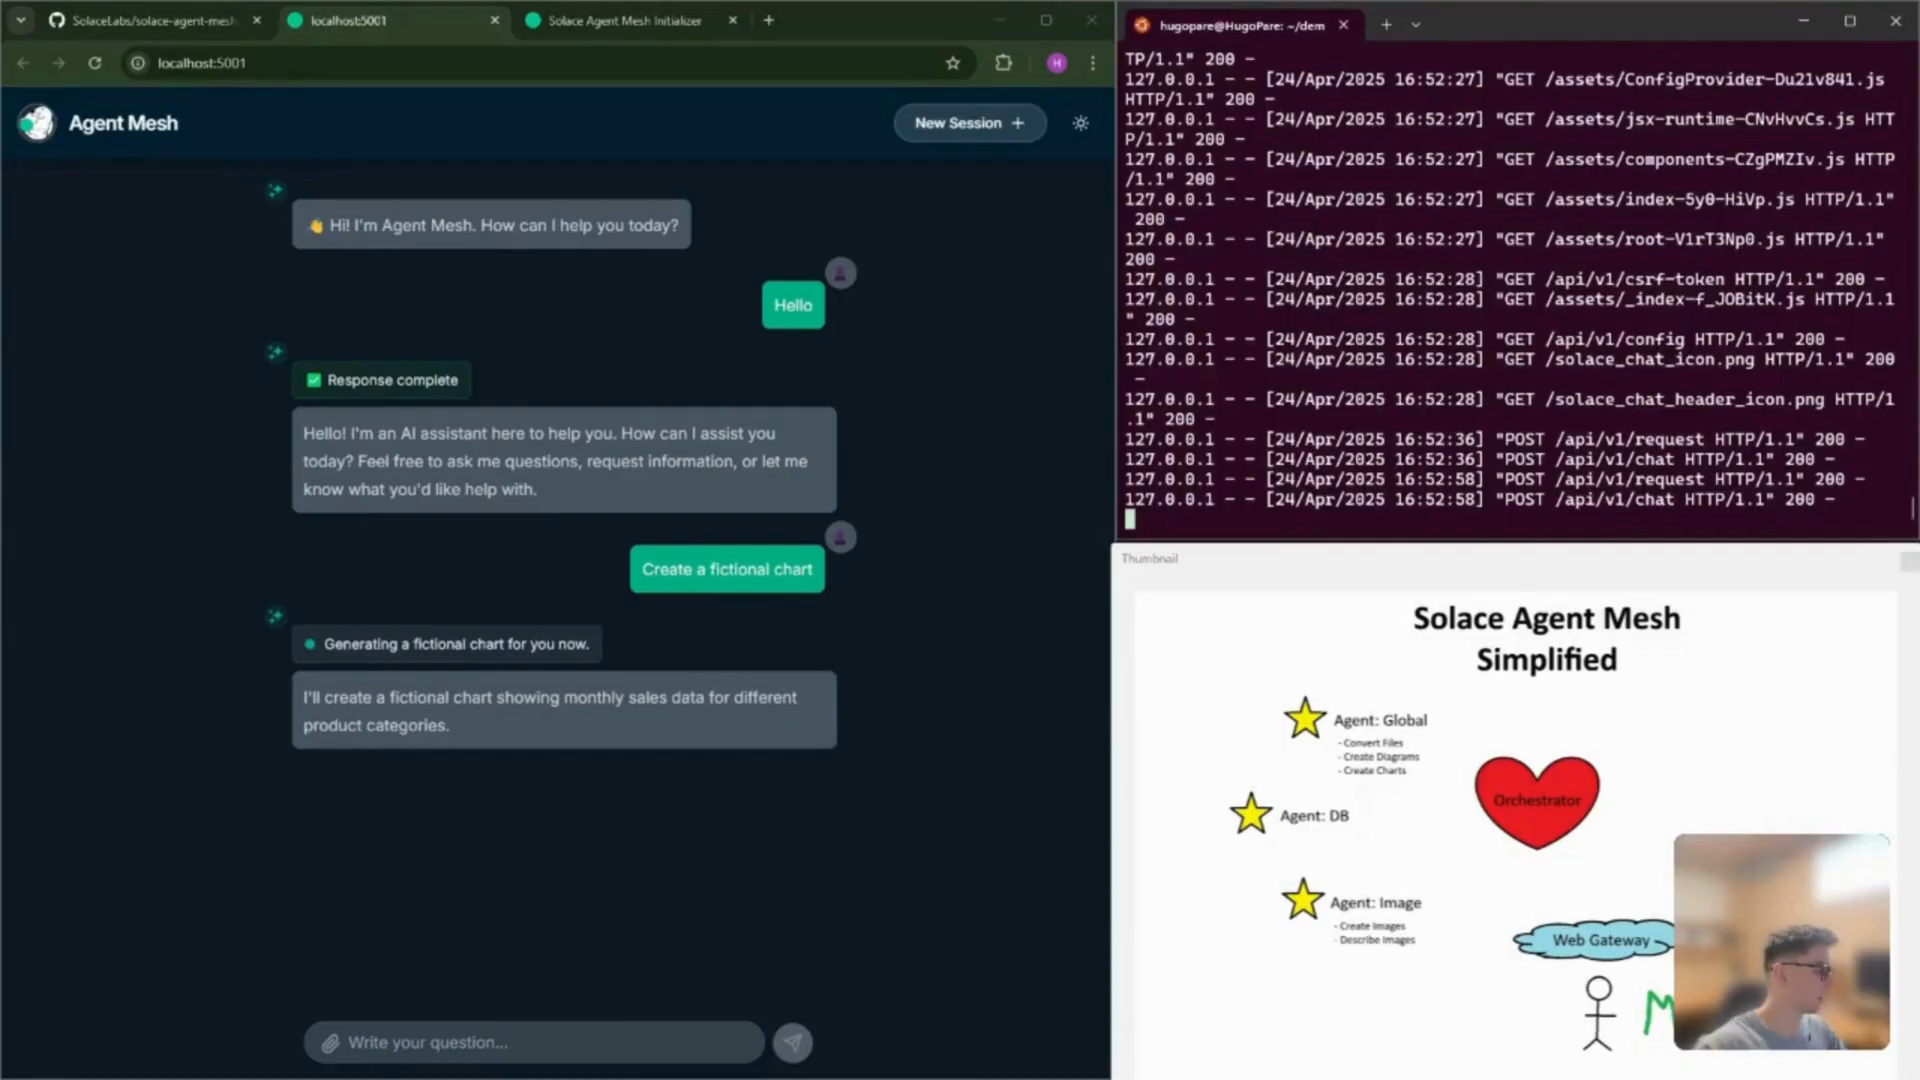 SolaceLabs/solace-agent-mesh
localhost:5001
Solace Agent Mesh Initializer
localhost:5001
H
Agent Mesh
New Session +
👋 Hi! I'm Agent Mesh. How can I help you today?
Hello
✅ Response complete
Hello! I'm an AI assistant here to help you. How can I assist you
today? Feel free to ask me questions, request information, or let me
know what you'd like help with.
Create a fictional chart
Generating a fictional chart for you now.
I'll create a fictional chart showing monthly sales data for different
product categories.
Write your question...
hugopare@HugoPare: ~/dem
TP/1.1" 200 -
127.0.0.1 - - [24/Apr/2025 16:52:27] "GET /assets/ConfigProvider-Du21v841.js
HTTP/1.1" 200 -
127.0.0.1 - - [24/Apr/2025 16:52:27] "GET /assets/jsx-runtime-CNvHvvCs.js HTT
P/1.1" 200 -
127.0.0.1 - - [24/Apr/2025 16:52:27] "GET /assets/components-CZgPMZIv.js HTTP
/1.1" 200 -
127.0.0.1 - - [24/Apr/2025 16:52:27] "GET /assets/index-5y0-HiVp.js HTTP/1.1"
200 -
127.0.0.1 - - [24/Apr/2025 16:52:27] "GET /assets/root-V1rT3Np0.js HTTP/1.1"
200 -
127.0.0.1 - - [24/Apr/2025 16:52:28] "GET /api/v1/csrf-token HTTP/1.1" 200 -
127.0.0.1 - - [24/Apr/2025 16:52:28] "GET /assets/_index-f_JOBitK.js HTTP/1.1
" 200 -
127.0.0.1 - - [24/Apr/2025 16:52:28] "GET /api/v1/config HTTP/1.1" 200 -
127.0.0.1 - - [24/Apr/2025 16:52:28] "GET /solace_chat_icon.png HTTP/1.1" 200
-
127.0.0.1 - - [24/Apr/2025 16:52:28] "GET /solace_chat_header_icon.png HTTP/1
.1" 200 -
127.0.0.1 - - [24/Apr/2025 16:52:36] "POST /api/v1/request HTTP/1.1" 200 -
127.0.0.1 - - [24/Apr/2025 16:52:36] "POST /api/v1/chat HTTP/1.1" 200 -
127.0.0.1 - - [24/Apr/2025 16:52:58] "POST /api/v1/request HTTP/1.1" 200 -
127.0.0.1 - - [24/Apr/2025 16:52:58] "POST /api/v1/chat HTTP/1.1" 200 -
Thumbnail
Solace Agent Mesh
Simplified
Agent: Global
- Convert Files
- Create Diagrams
- Create Charts
Orchestrator
Agent: DB
Agent: Image
- Create Images
- Describe Images
Web Gateway